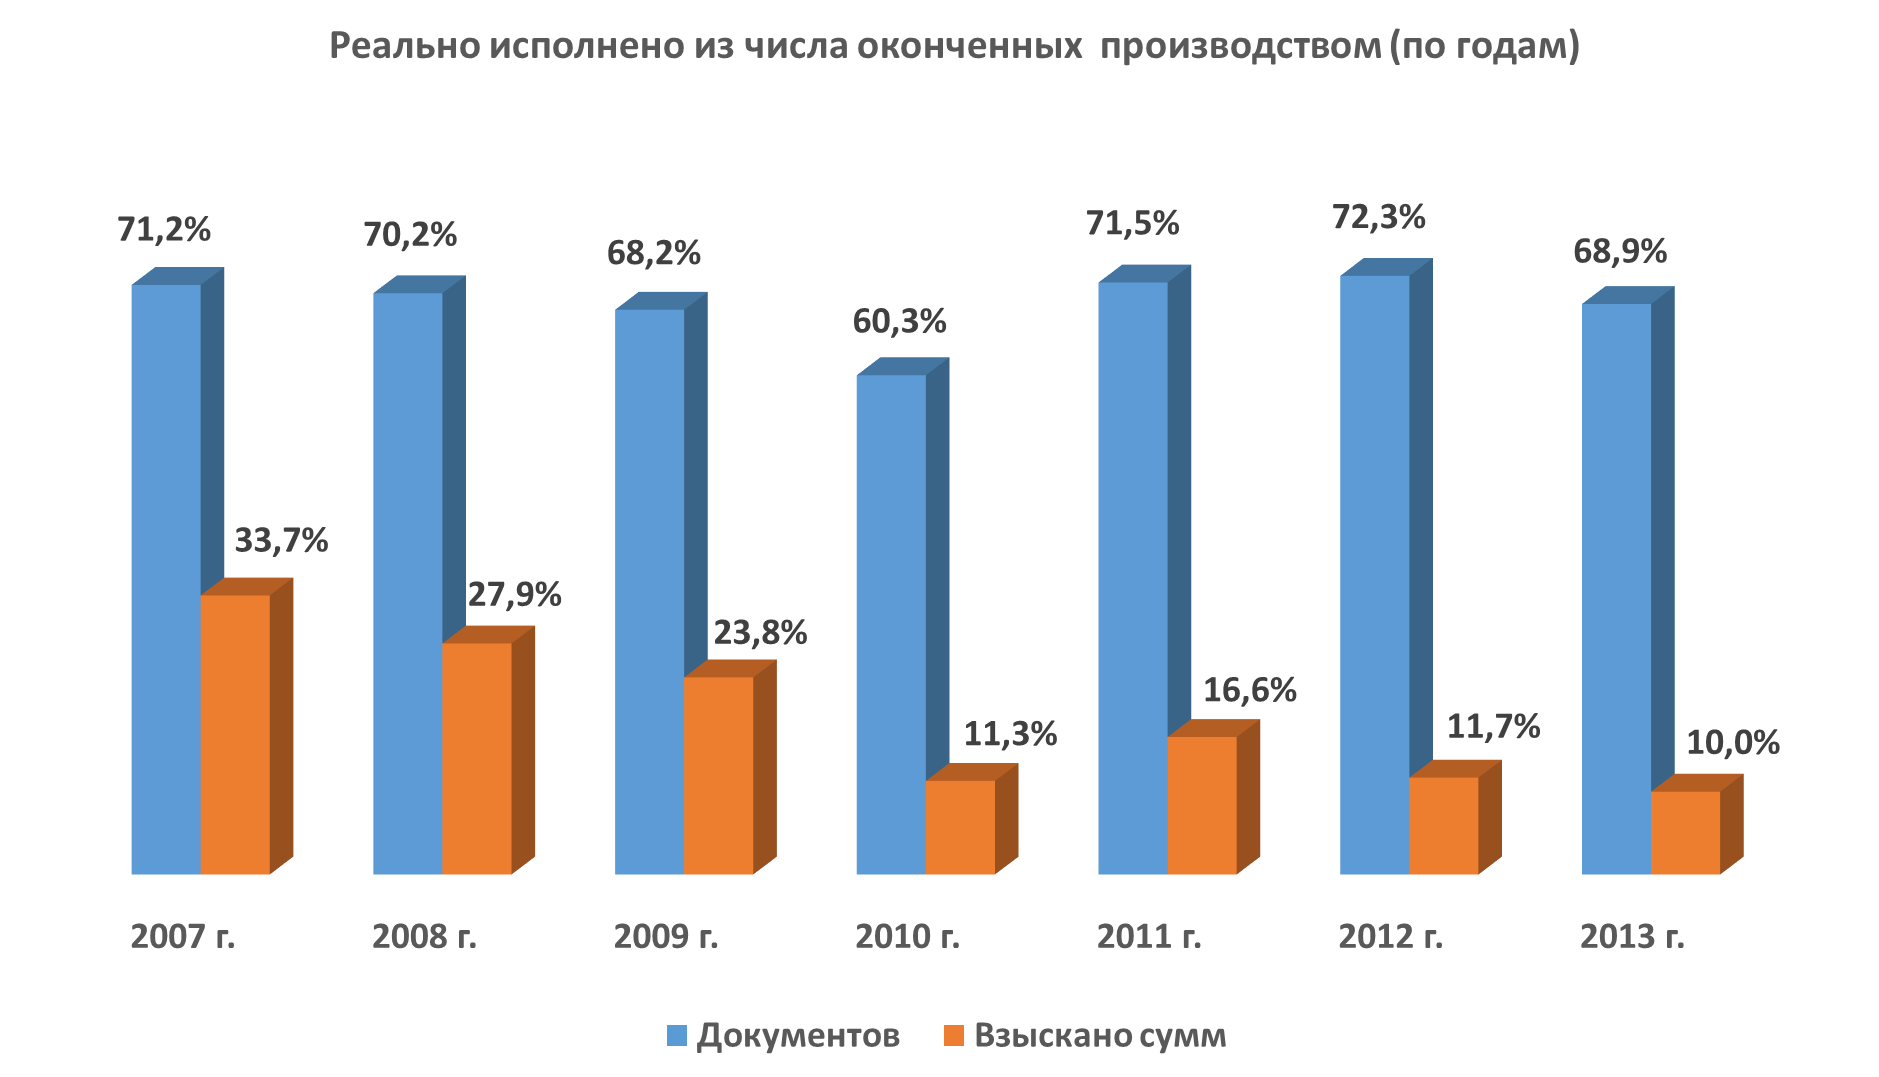 Реально исполнено из числа оконченных производством (по годам)
71,2%
33,7%
70,2%
27,9%
68,2%
23,8%
60,3%
11,3%
71,5%
16,6%
72,3%
11,7%
68,9%
10,0%
2007 г.
2008 г.
2009 г.
2010 г.
2011 г.
2012 г.
2013 г.
Документов
Взыскано сумм